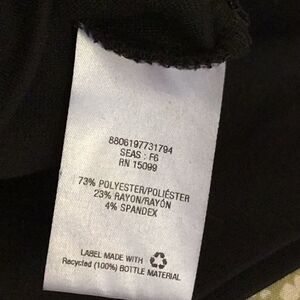 8806197731794
SEAS : F6
RN 15099
73% POLYESTER/POLIÉSTER
23% RAYON/RAYÓN
4% SPANDEX
LABEL MADE WITH
Recycled (100%) BOTTLE MATERIAL